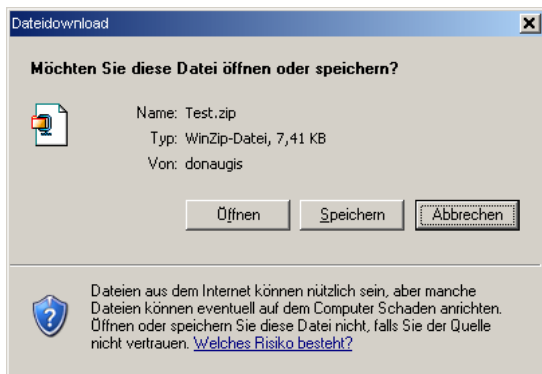 Dateidownload
Möchten Sie diese Datei öffnen oder speichern?
Name: Test.zip
Typ: WinZip-Datei, 7,41 KB
Von: donaugis
Öffnen Speichern Abbrechen
Dateien aus dem Internet können nützlich sein, aber manche
Dateien können eventuell auf dem Computer Schaden anrichten.
Öffnen oder speichern Sie diese Datei nicht, falls Sie der Quelle
nicht vertrauen. Welches Risiko besteht?